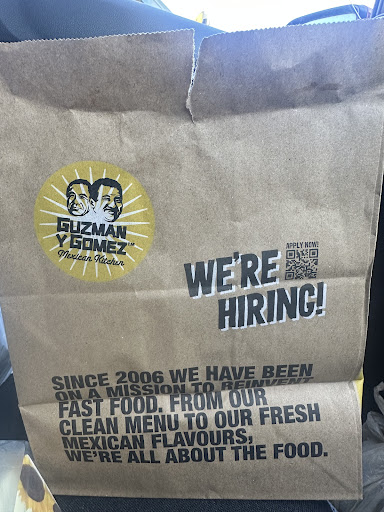 GUZMAN
Y GOMEZ
Mexican Kitchen
APPLY NOW!
WE'RE
HIRING!
SINCE 2006 WE HAVE BEEN
ON A MISSION TO REINVENT
FAST FOOD. FROM OUR
CLEAN MENU TO OUR FRESH
MEXICAN FLAVOURS,
WE'RE ALL ABOUT THE FOOD.